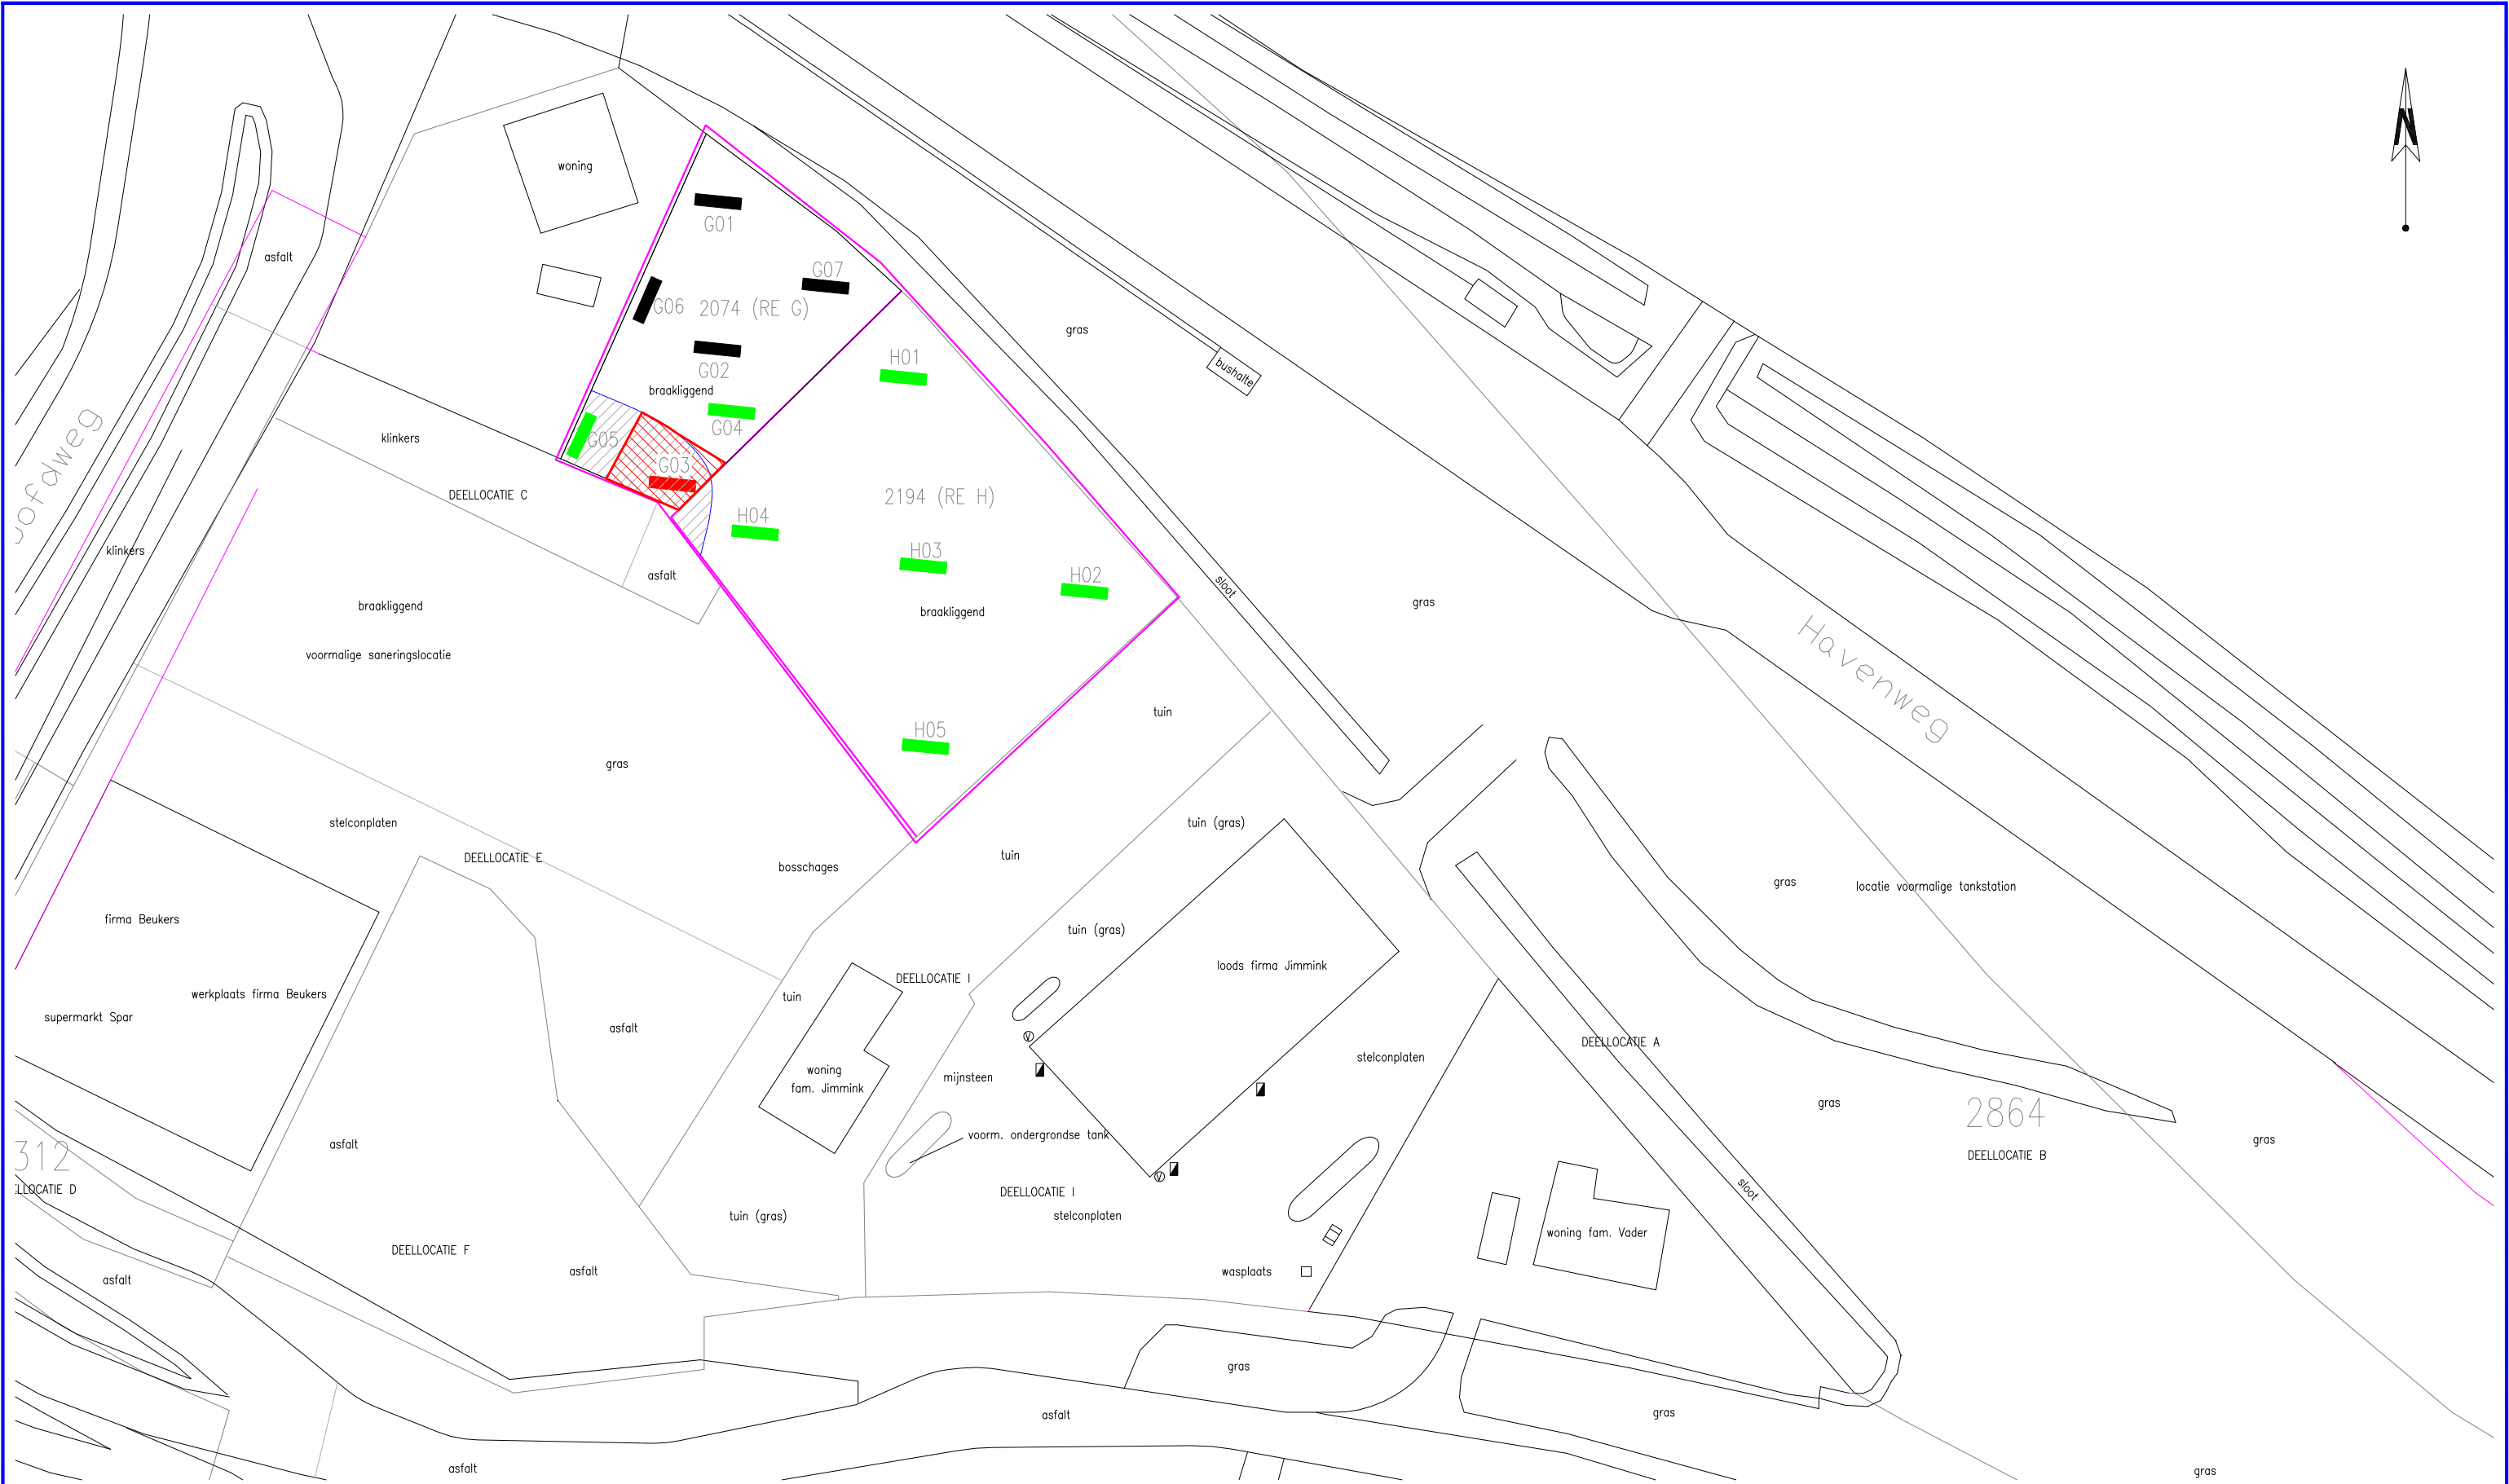 N
woning
G01
asfalt
G07
G06
2074 (RE G)
gras
H01
G02
bushalte
braakliggend
G04
klinkers
G05
G03
DEELLOCATIE C
2194 (RE H)
H04
klinkers
H03
asfalt
H02
sloot
braakliggend
gras
braakliggend
voormalige saneringslocatie
Havenweg
tuin
H05
gras
stelconplaten
tuin (gras)
DEELLOCATIE E
tuin
bosschages
gras
locatie voormalige tankstation
firma Beukers
tuin (gras)
loods firma Jimmink
DEELLOCATIE I
werkplaats firma Beukers
tuin
supermarkt Spar
asfalt
V
DEELLOCATIE A
stelconplaten
woning
fam. Jimmink
mijnsteen
gras
2864
voorm. ondergrondse tank
asfalt
gras
312
DEELLOCATIE B
V
LLOCATIE D
DEELLOCATIE I
sloot
tuin (gras)
stelconplaten
woning fam. Vader
DEELLOCATIE F
asfalt
asfalt
wasplaats
gras
asfalt
gras
asfalt
gras